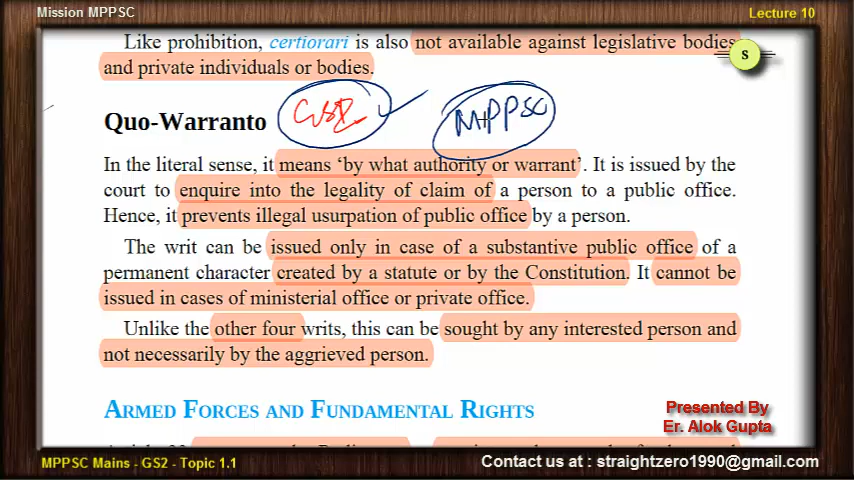 Mission MPPSC
Lecture 10
Like prohibition, certiorari is also not available against legislative bodies
and private individuals or bodies.
S
Quo-Warranto
MPPSC
In the literal sense, it means ‘by what authority or warrant’. It is issued by the
court to enquire into the legality of claim of a person to a public office.
Hence, it prevents illegal usurpation of public office by a person.
The writ can be issued only in case of a substantive public office of a
permanent character created by a statute or by the Constitution. It cannot be
issued in cases of ministerial office or private office.
Unlike the other four writs, this can be sought by any interested person and
not necessarily by the aggrieved person.
ARMED FORCES AND FUNDAMENTAL RIGHTS
Presented By
Er. Alok Gupta
MPPSC Mains - GS2 - Topic 1.1
Contact us at : straightzero1990@gmail.com